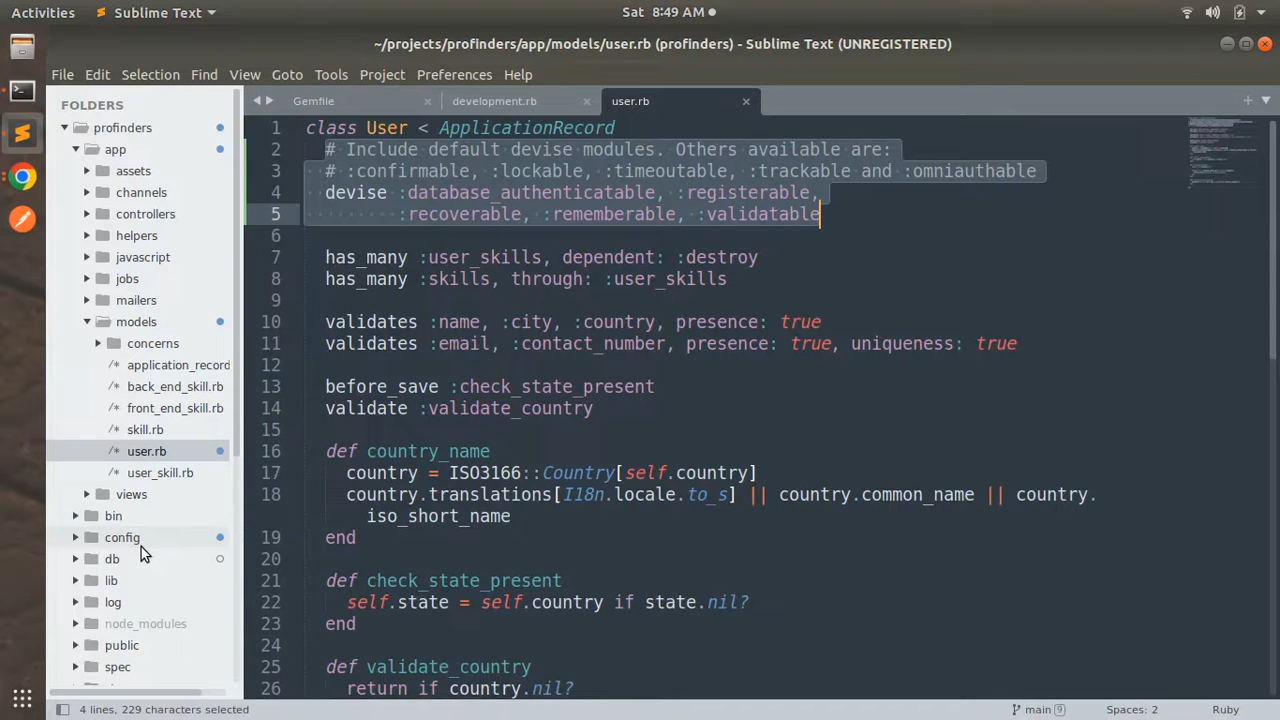 Activities
Sublime Text
Sat 8:49 AM
~/projects/profinders/app/models/user.rb (profinders) - Sublime Text (UNREGISTERED)
File Edit Selection Find View Goto Tools Project Preferences Help
FOLDERS
profinders
app
assets
channels
controllers
helpers
javascript
jobs
mailers
models
concerns
application_record
back_end_skill.rb
front_end_skill.rb
skill.rb
user.rb
user_skill.rb
views
bin
config
db
lib
log
node_modules
public
spec
Gemfile
development.rb
user.rb
1 class User < ApplicationRecord
2 # Include default devise modules. Others available are:
3 # :confirmable, :lockable, :timeoutable, :trackable and :omniauthable
4 devise :database_authenticatable, :registerable,
5 :recoverable, :rememberable, :validatable
6
7 has_many :user_skills, dependent: :destroy
8 has_many :skills, through: :user_skills
9
10 validates :name, :city, :country, presence: true
11 validates :email, :contact_number, presence: true, uniqueness: true
12
13 before_save :check_state_present
14 validate :validate_country
15
16 def country_name
17 country = ISO3166::Country[self.country]
18 country.translations[I18n.locale.to_s] || country.common_name || country.
iso_short_name
19 end
20
21 def check_state_present
22 self.state = self.country if state.nil?
23 end
24
25 def validate_country
26 return if country.nil?
4 lines, 229 characters selected
main 9
Spaces: 2
Ruby